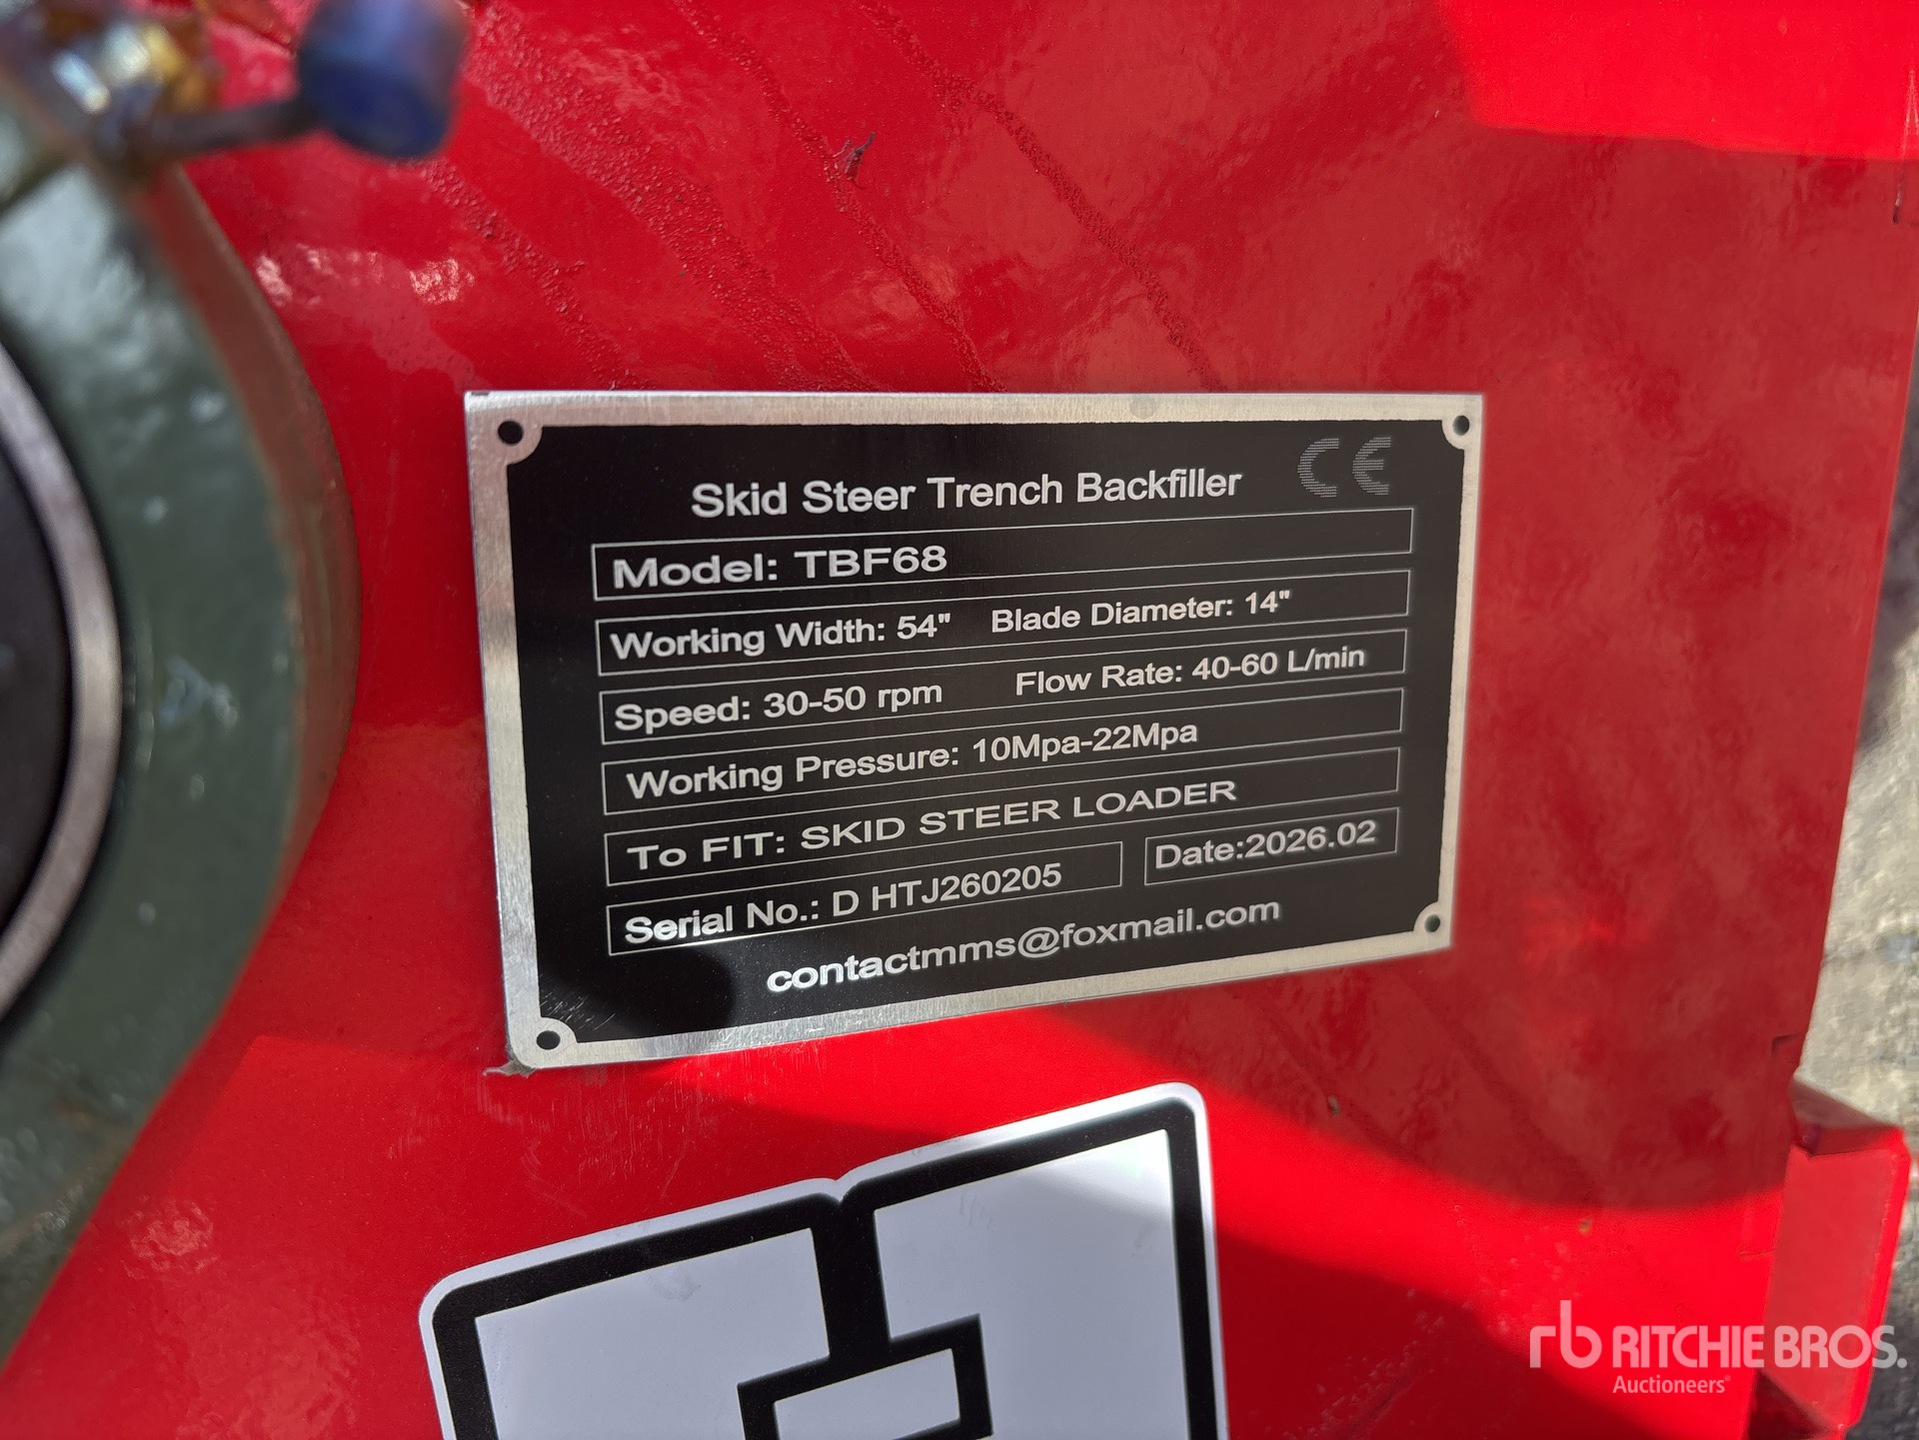 CE
Skid Steer Trench Backfiller
Model: TBF68
Working Width: 54" Blade Diameter: 14"
Speed: 30-50 rpm Flow Rate: 40-60 L/min
Working Pressure: 10Mpa-22Mpa
To FIT: SKID STEER LOADER
Serial No.: D HTJ260205 Date:2026.02
contactmms@foxmail.com
rb RITCHIE BROS.
Auctioneers